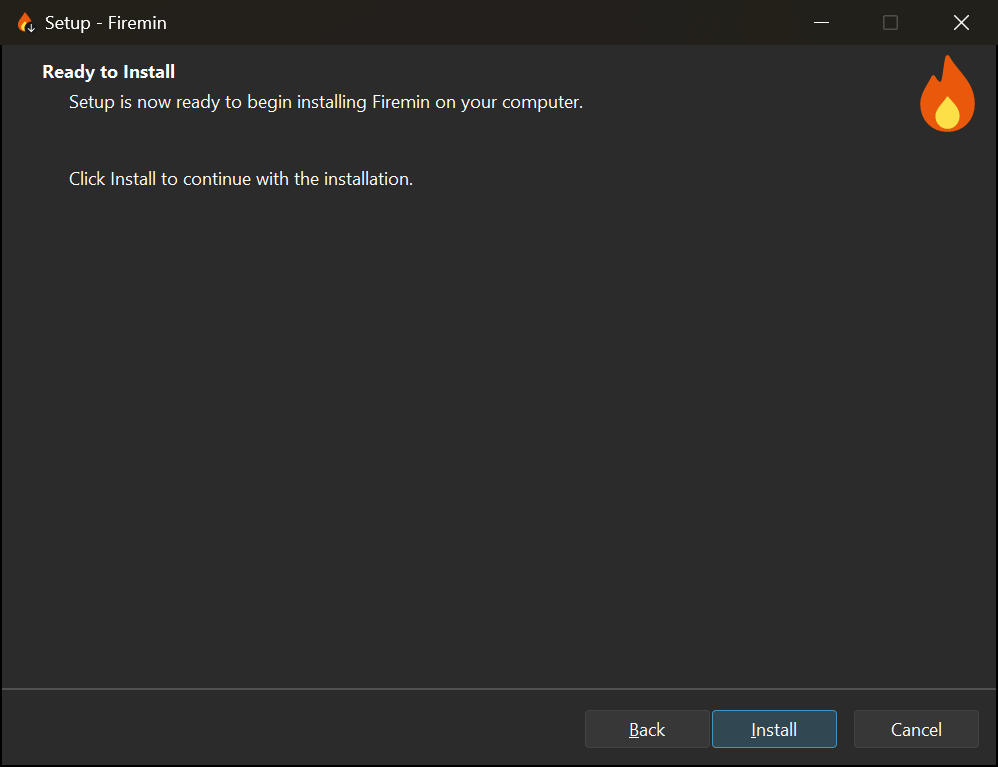 Setup - Firemin
Ready to Install
Setup is now ready to begin installing Firemin on your computer.
Click Install to continue with the installation.
Back
Install
Cancel